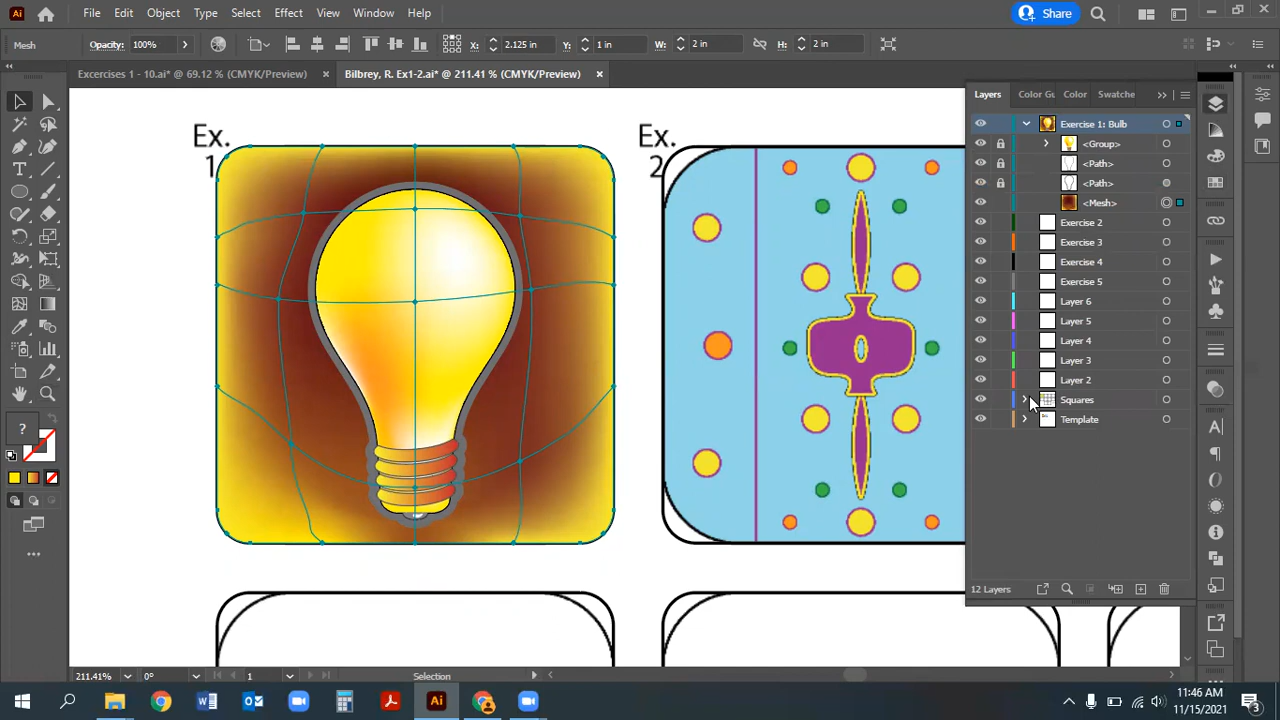 Ai File Edit Object Type Select Effect View Window Help Share
Mesh Opacity: 100% X: 2.125 in Y: 1 in W: 2 in H: 2 in
Excercises 1 - 10.ai* @ 69.12 % (CMYK/Preview) × Bilbrey, R. Ex1-2.ai* @ 211.41 % (CMYK/Preview) ×
Layers Color Gu Color Swatche
Exercise 1: Bulb
<Group>
<Path>
<Path>
<Mesh>
Exercise 2
Exercise 3
Exercise 4
Exercise 5
Layer 6
Layer 5
Layer 4
Layer 3
Layer 2
Squares
Template
12 Layers
Ex.
1
Ex.
2
?
211.41% 0° 1 Selection
Ai
11:46 AM
11/15/2021
3